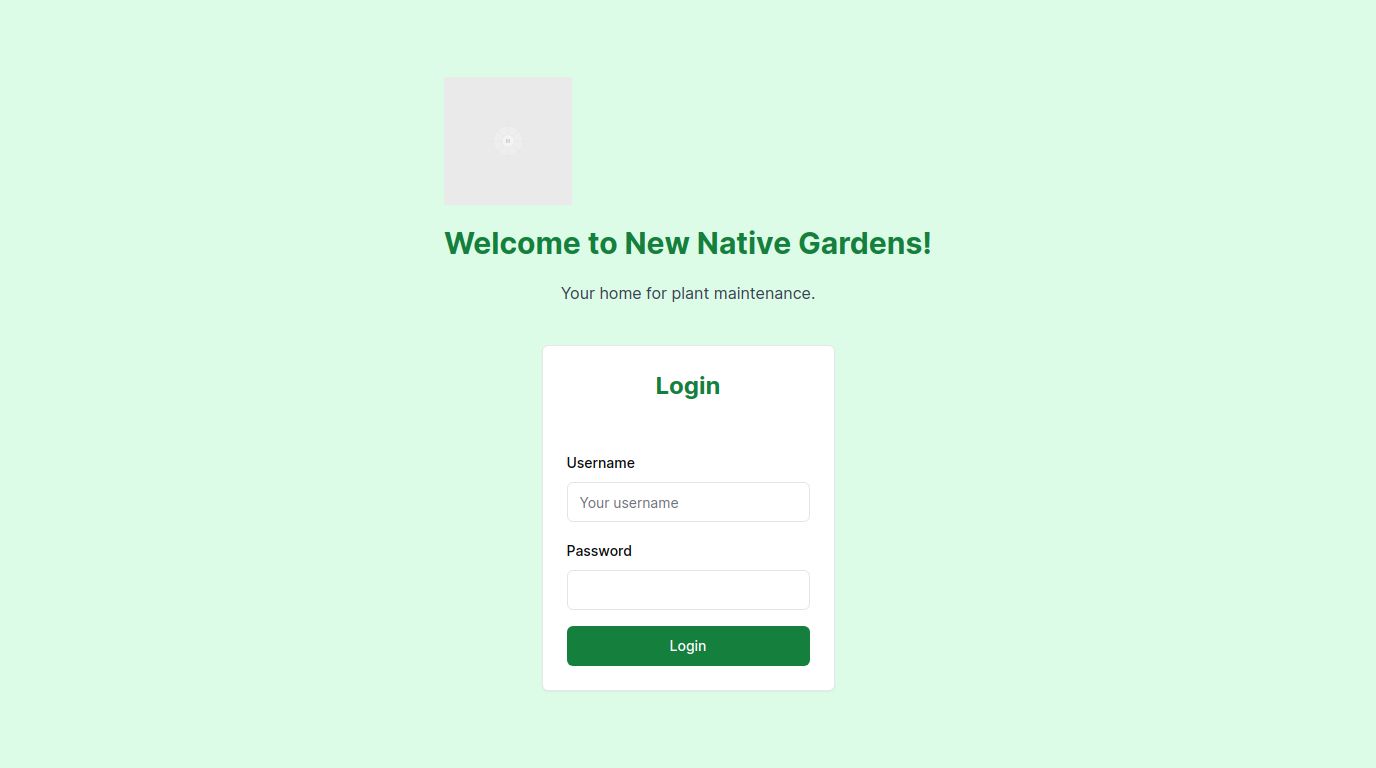 Welcome to New Native Gardens!
Your home for plant maintenance.
Login
Username
Your username
Password
Login